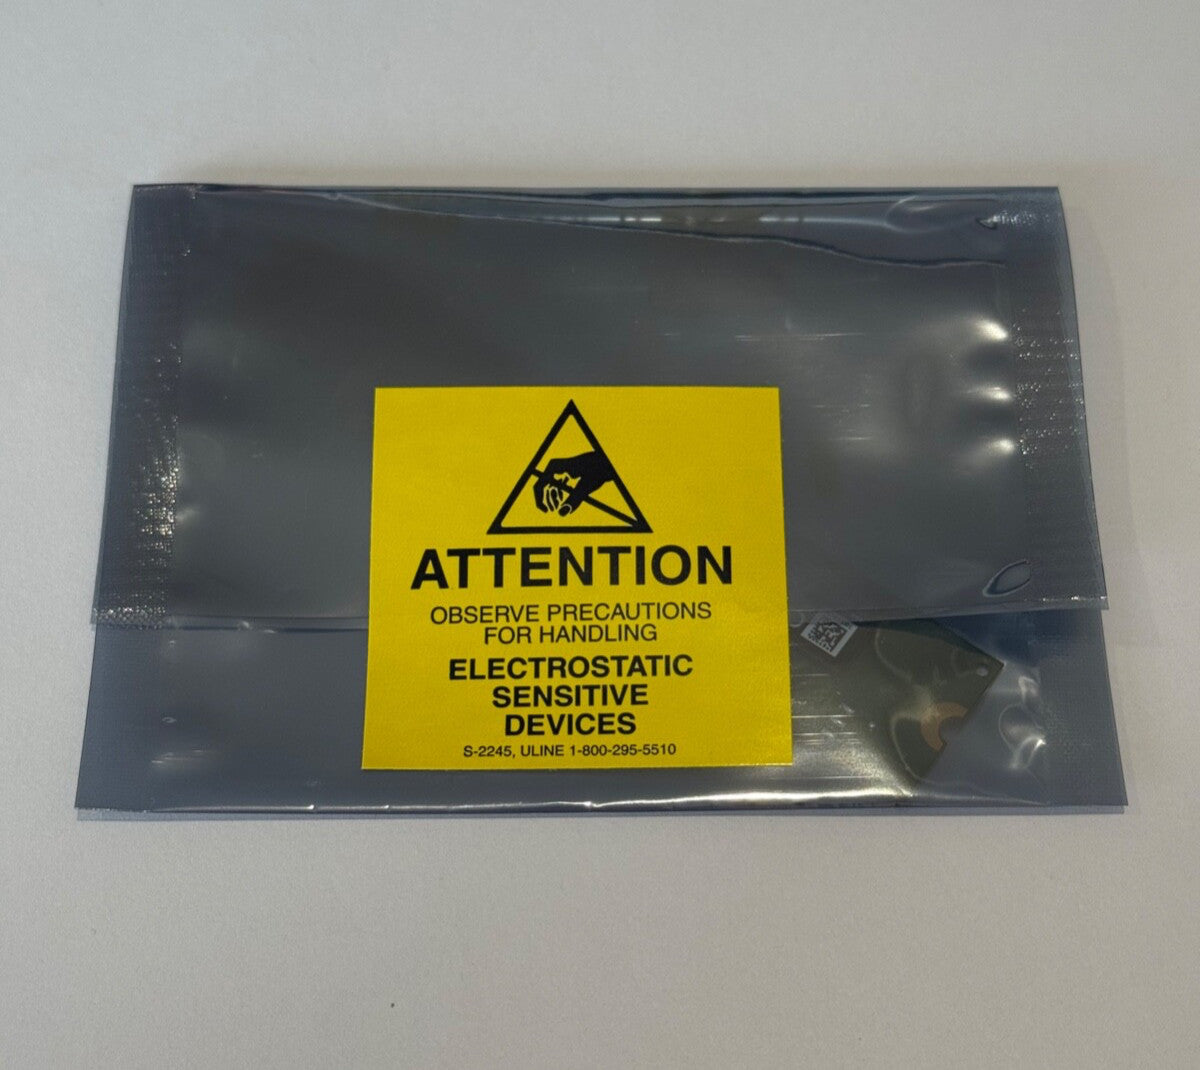 ATTENTION
OBSERVE PRECAUTIONS
FOR HANDLING
ELECTROSTATIC
SENSITIVE
DEVICES
S-2245, ULINE 1-800-295-5510